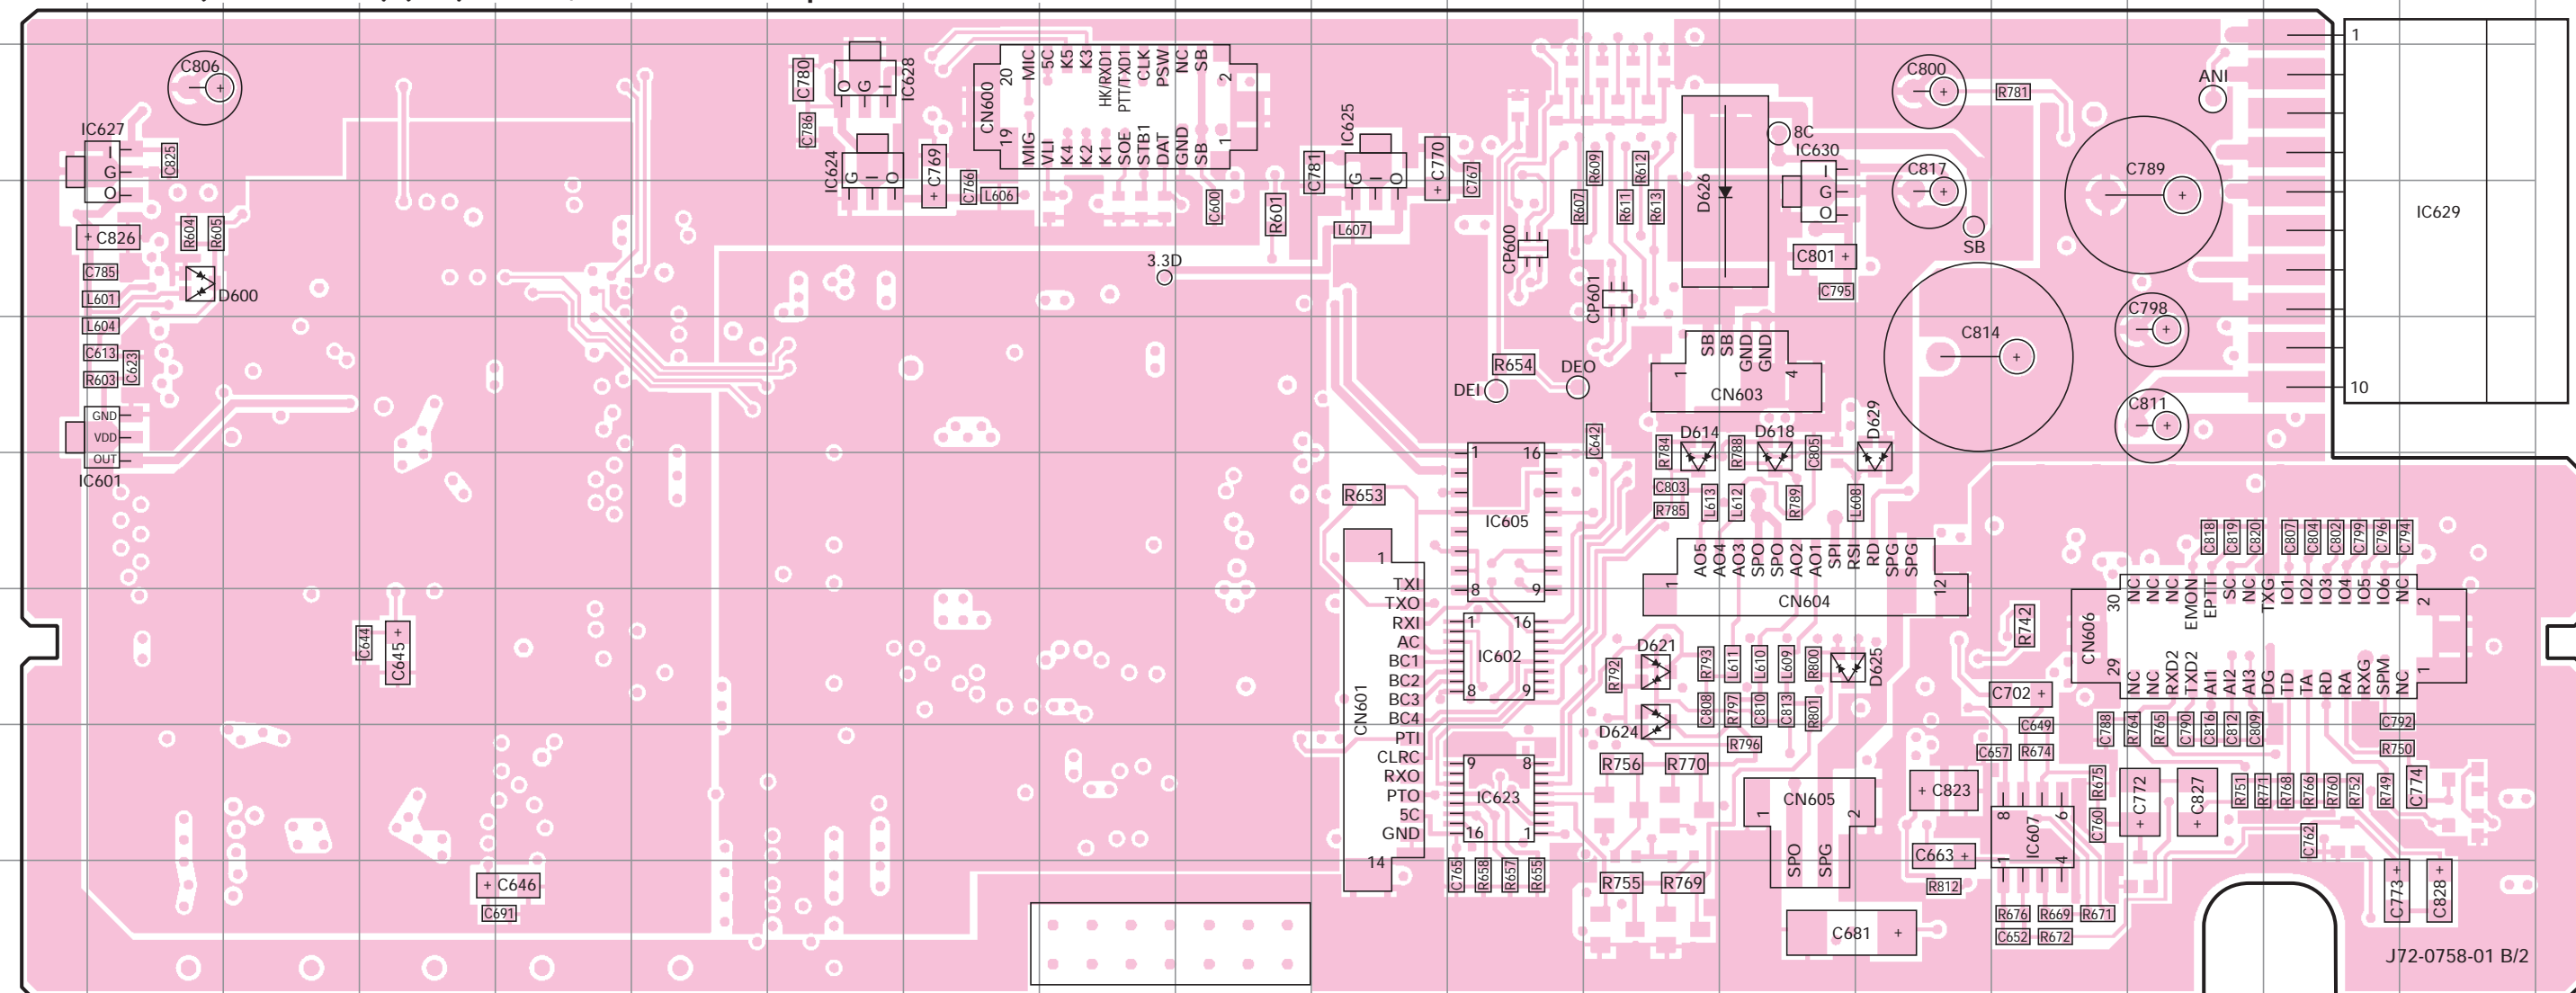 C806
C780
IC628
O G I
C786
IC624
G I O
C769
C766
L606
CN600
20
19
MIC 5C K5 K3 HK/RXD1 PTT/TXD1 CLK PSW NC SB
2
MIG VLI K4 K2 K1 SOE STB1 DAT GND SB
1
C600
R601
IC625
C781
G I O
C770
C767
L607
3.3D
IC627
I
G
O
C825
C826
R604
R605
C785
L601
D600
L604
C613
C623
R603
GND
VDD
OUT
IC601
R607
R609
R611
R612
R613
CP600
CP601
D626
8C
IC630
I
G
O
C801
C795
C800
R781
C817
SB
C789
ANI
C814
C798
C811
1
IC629
10
R654
DEI
DEO
1
SB SB GND GND
4
CN603
C642
R784
D614
R788
D618
C805
D629
C803
R785
L613
L612
R789
L608
1 16
IC605
8 9
R653
1
TXI
TXO
RXI
AC
BC1
BC2
BC3
BC4
PTI
CLRC
RXO
PTO
5C
GND
14
CN601
1 16
IC602
8 9
9 8
IC623
16 1
C765
R658
R657
R655
AO5 AO4 AO3 SPO SPO AO2 AO1 SPI RSI RD SPG SPG
1
12
CN604
D621
R792
D624
R793
L611
L610
L609
R800
D625
C808
R797
C810
C813
R801
R796
R756
R770
R755
R769
CN605
1 2
SPO SPG
C681
C644
C645
C646
C691
R742
C702
C649
C657
R674
C823
C663
R812
8 6
IC607
1 4
R675
C760
R676
R669
R671
C652
R672
C818
C819
C820
C807
C804
C802
C799
C796
C794
CN606
30
NC NC NC EMON EPTT SC NC TXG IO1 IO2 IO3 IO4 IO5 IO6 NC
2
29
NC NC RXD2 TXD2 AI1 AI2 AI3 DG TD TA RD RA RXG SPM NC
1
C788
R764
R765
C790
C816
C812
C809
C792
R750
C772
C827
R751
R771
R768
R766
R760
R752
R749
C774
C762
C773
C828
J72-0758-01 B/2